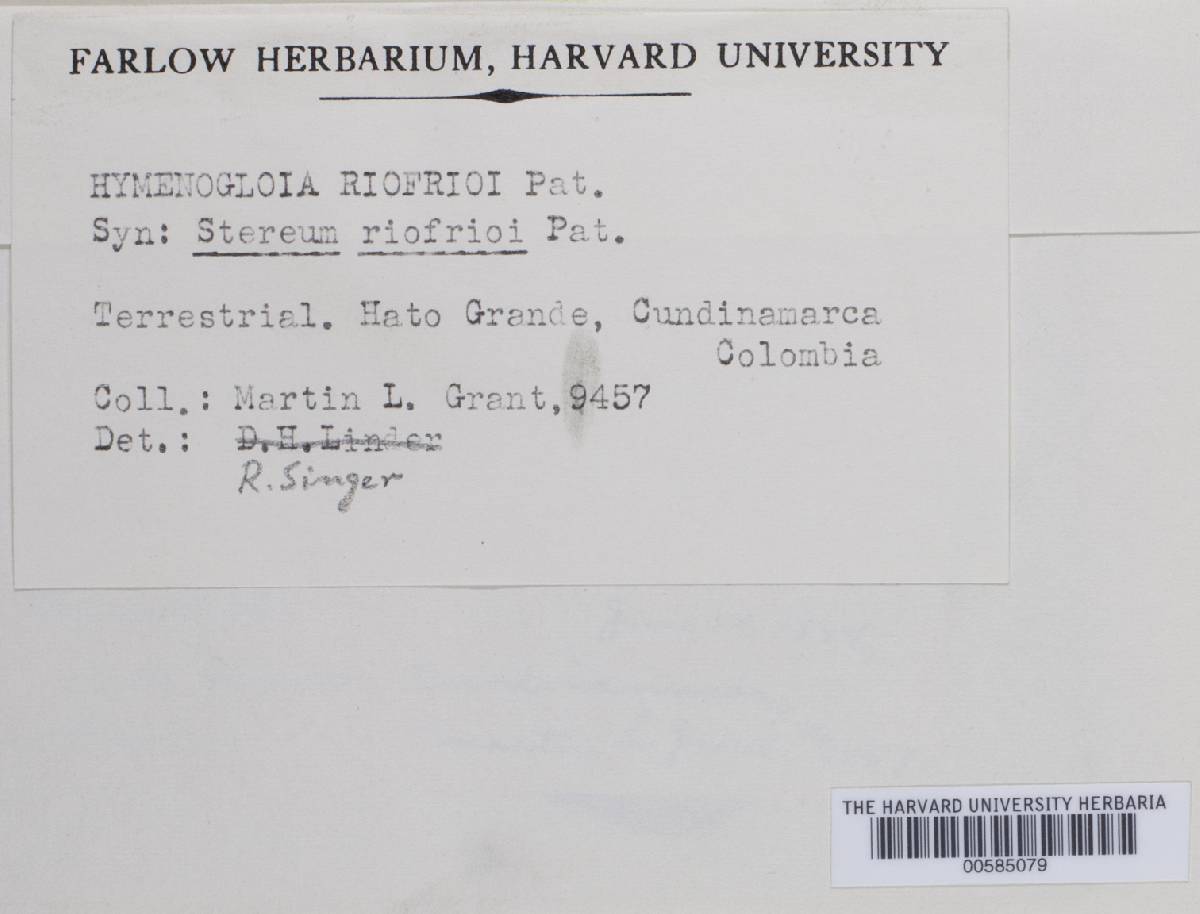 FARLOW HERBARIUM, HARVARD UNIVERSITY
HYMENOGLOIA RIOFRIOI Pat.
Syn: Stereum riofrioi Pat.
Terrestrial. Hato Grande, Cundinamarca
Colombia
Coll.: Martin L. Grant, 9457
Det.: D.H.Linder
R. Singer
THE HARVARD UNIVERSITY HERBARIA
00585079